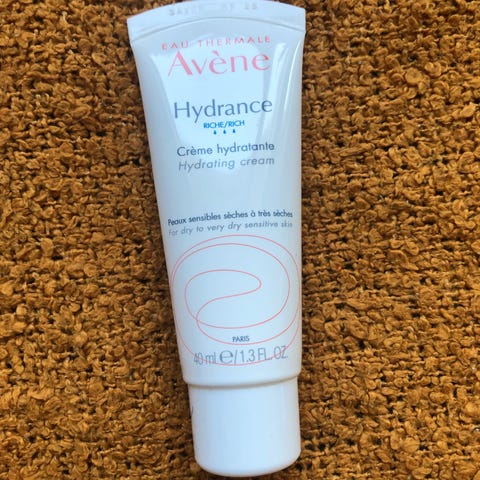 EAU THERMALE
Avène
Hydrance
RICHE/RICH
Crème hydratante
Hydrating cream
Peaux sensibles sèches à très sèches
For dry to very dry sensitive skin
PARIS
40 ml ℮/1.3 FL.OZ.